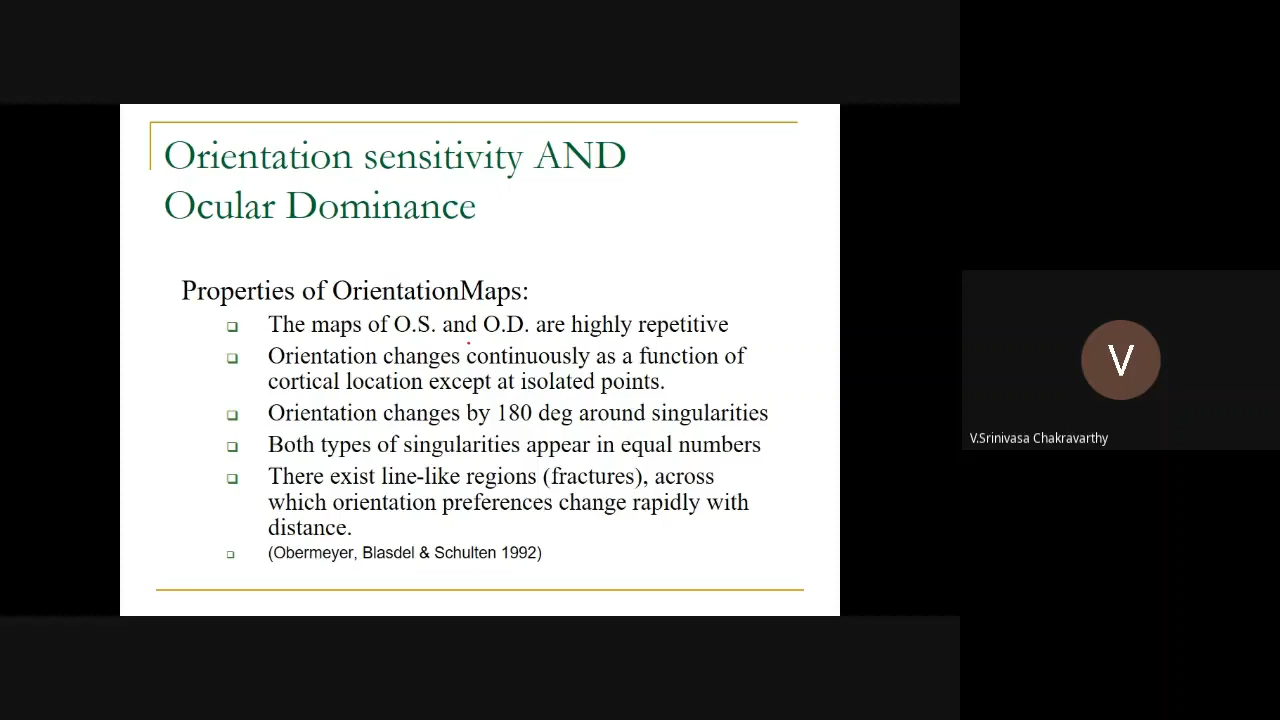 Orientation sensitivity AND
Ocular Dominance
Properties of OrientationMaps:
The maps of O.S. and O.D. are highly repetitive
Orientation changes continuously as a function of
cortical location except at isolated points.
Orientation changes by 180 deg around singularities
Both types of singularities appear in equal numbers
There exist line-like regions (fractures), across
which orientation preferences change rapidly with
distance.
(Obermeyer, Blasdel & Schulten 1992)
V
V.Srinivasa Chakravarthy